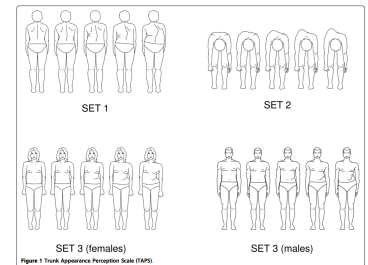 SET 1
SET 2
SET 3 (females)
SET 3 (males)
Figure 1 Trunk Appearance Perception Scale (TAPS).